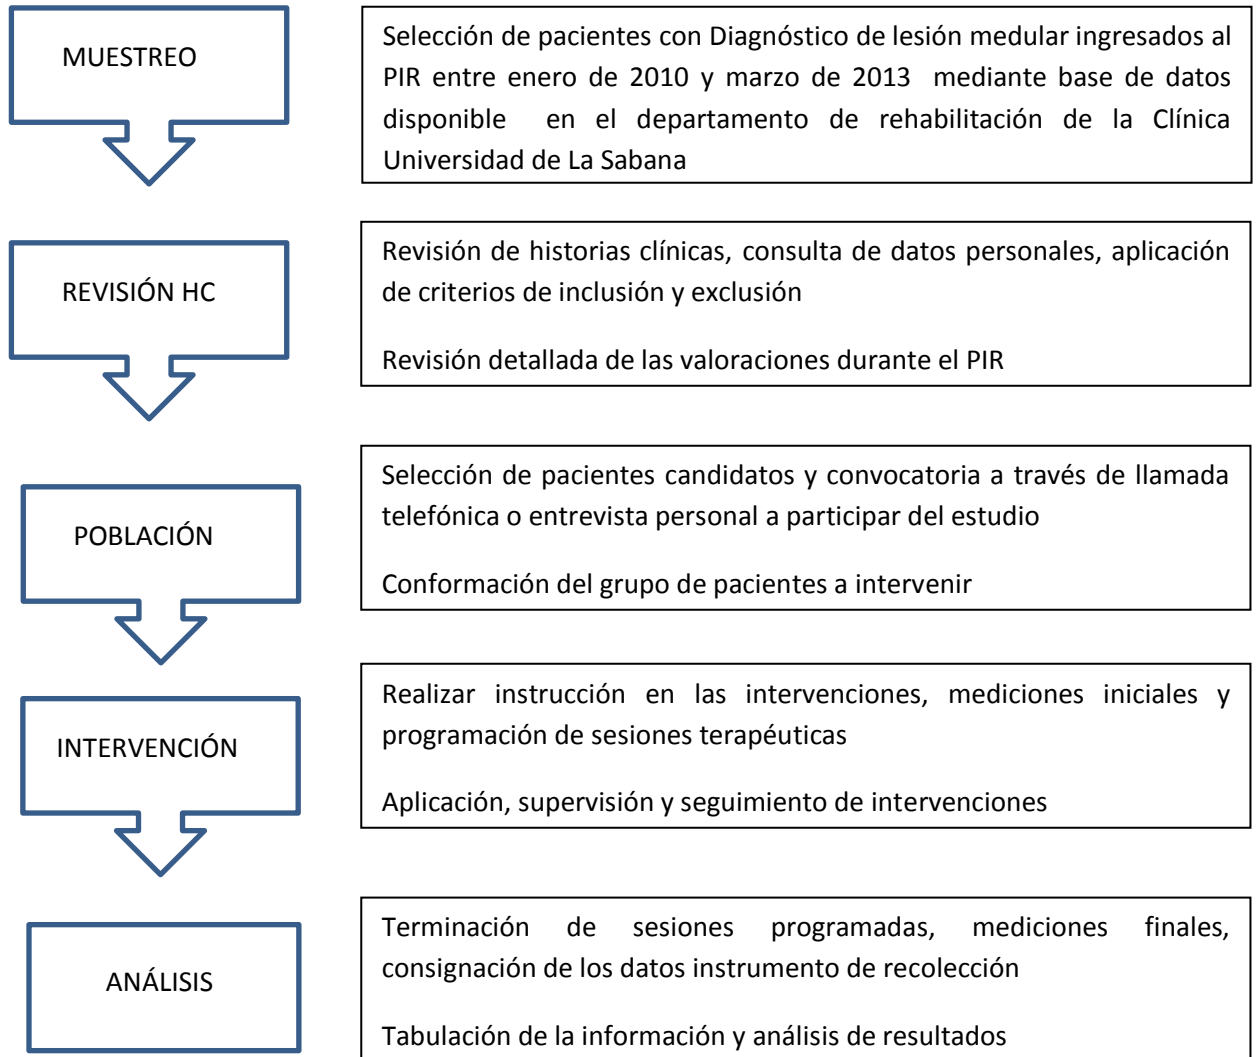 MUESTREO
Selección de pacientes con Diagnóstico de lesión medular ingresados al
PIR entre enero de 2010 y marzo de 2013 mediante base de datos
disponible en el departamento de rehabilitación de la Clínica
Universidad de La Sabana
REVISIÓN HC
Revisión de historias clínicas, consulta de datos personales, aplicación
de criterios de inclusión y exclusión
Revisión detallada de las valoraciones durante el PIR
POBLACIÓN
Selección de pacientes candidatos y convocatoria a través de llamada
telefónica o entrevista personal a participar del estudio
Conformación del grupo de pacientes a intervenir
INTERVENCIÓN
Realizar instrucción en las intervenciones, mediciones iniciales y
programación de sesiones terapéuticas
Aplicación, supervisión y seguimiento de intervenciones
ANÁLISIS
Terminación de sesiones programadas, mediciones finales,
consignación de los datos instrumento de recolección
Tabulación de la información y análisis de resultados